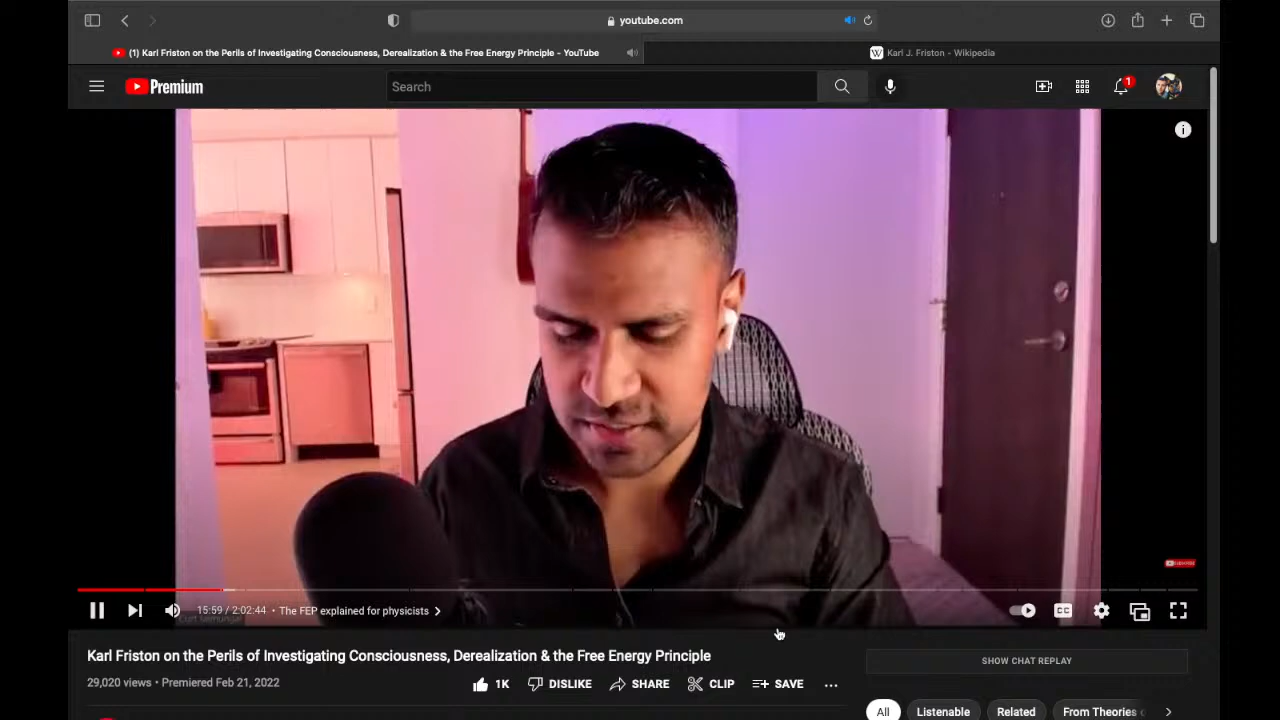 youtube.com
(1) Karl Friston on the Perils of Investigating Consciousness, Derealization & the Free Energy Principle - YouTube
W Karl J. Friston - Wikipedia
Premium
Search
1
15:59 / 2:02:44 • The FEP explained for physicists
CC
Karl Friston on the Perils of Investigating Consciousness, Derealization & the Free Energy Principle
29,020 views • Premiered Feb 21, 2022
1K DISLIKE SHARE CLIP SAVE
SHOW CHAT REPLAY
All Listenable Related From Theories